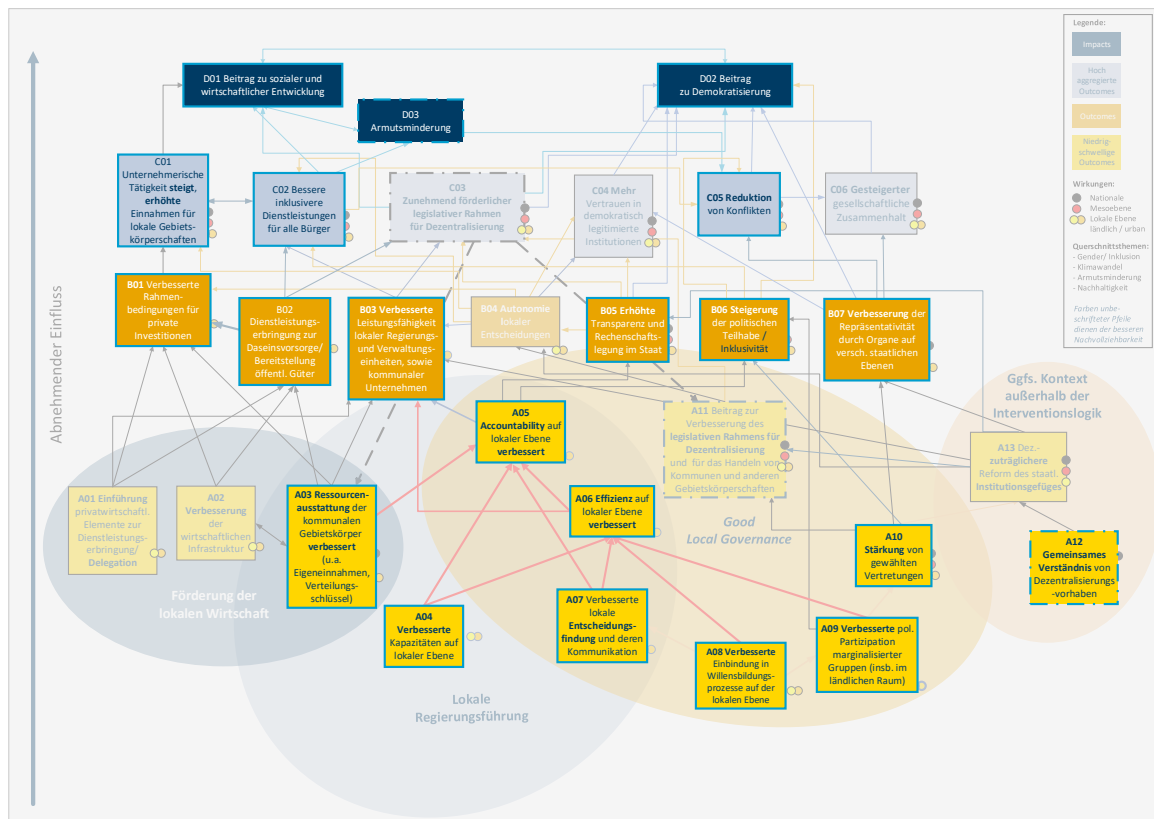 Legende:
Impacts
Hoch
aggregierte
Outcomes
Outcomes
Niedrig-
schwellige
Outcomes
Wirkungen:
Nationale
Mesoebene
Lokale Ebene
ländlich / urban
Querschnittsthemen:
- Gender/ Inklusion
- Klimawandel
- Armutsminderung
- Nachhaltigkeit
Farben unbe-
schrifteter Pfeile
dienen der besseren
Nachvollziehbarkeit
Abnehmender Einfluss
D01 Beitrag zu sozialer und
wirtschaftlicher Entwicklung
D02 Beitrag
zu Demokratisierung
D03
Armutsminderung
C01
Unternehmerische
Tätigkeit steigt,
erhöhte
Einnahmen für
lokale Gebiets-
körperschaften
C02 Bessere
inklusivere
Dienstleistungen
für alle Bürger
C03
Zunehmend förderlicher
legislativer Rahmen
für Dezentralisierung
C04 Mehr
Vertrauen in
demokratisch
legitimierte
Institutionen
C05 Reduktion
von Konflikten
C06 Gesteigerter
gesellschaftliche
Zusammenhalt
B01 Verbesserte
Rahmen-
bedingungen für
private
Investitionen
B02
Dienstleistungs-
erbringung zur
Daseinsvorsorge/
Bereitstellung
öffentl. Güter
B03 Verbesserte
Leistungsfähigkeit
lokaler Regierungs-
und Verwaltungs-
einheiten, sowie
kommunaler
Unternehmen
B04 Autonomie
lokaler
Entscheidungen
B05 Erhöhte
Transparenz und
Rechenschafts-
legung im Staat
B06 Steigerung
der politischen
Teilhabe /
Inklusivität
B07 Verbesserung der
Repräsentativität
durch Organe auf
versch. staatlichen
Ebenen
Ggfs. Kontext
außerhalb der
Interventionslogik
A05
Accountability auf
lokaler Ebene
verbessert
A11 Beitrag zur
Verbesserung des
legislativen Rahmens für
Dezentralisierung
und für das Handeln von
Kommunen und anderen
Gebietskörperschaften
A13 Dez.-
zuträglichere
Reform des staatl.
Institutionsgefüges
A01 Einführung
privatwirtschaftl.
Elemente zur
Dienstleistungs-
erbringung/
Delegation
A02
Verbesserung
der
wirtschaftlichen
Infrastruktur
A03 Ressourcen-
ausstattung der
kommunalen
Gebietskörper
verbessert (u.a.
Eigeneinnahmen,
Verteilungs-
schlüssel)
A06 Effizienz auf
lokaler Ebene
verbessert
Good
Local Governance
A10
Stärkung von
gewählten
Vertretungen
A12
Gemeinsames
Verständnis von
Dezentralisierungs
-vorhaben
Förderung der
lokalen Wirtschaft
A04
Verbesserte
Kapazitäten auf
lokaler Ebene
A07 Verbesserte
lokale
Entscheidungs-
findung und deren
Kommunikation
A08 Verbesserte
Einbindung in
Willensbildungs-
prozesse auf der
lokalen Ebene
A09 Verbesserte pol.
Partizipation
marginalisierter
Gruppen (insb. im
ländlichen Raum)
Lokale
Regierungsführung